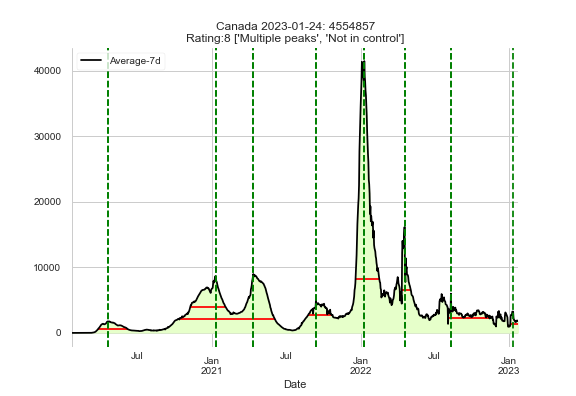 Canada 2023-01-24: 4554857
Rating:8 ['Multiple peaks', 'Not in control']
Average-7d
40000
30000
20000
10000
0
Jul
Jan
2021
Jul
Jan
2022
Jul
Jan
2023
Date